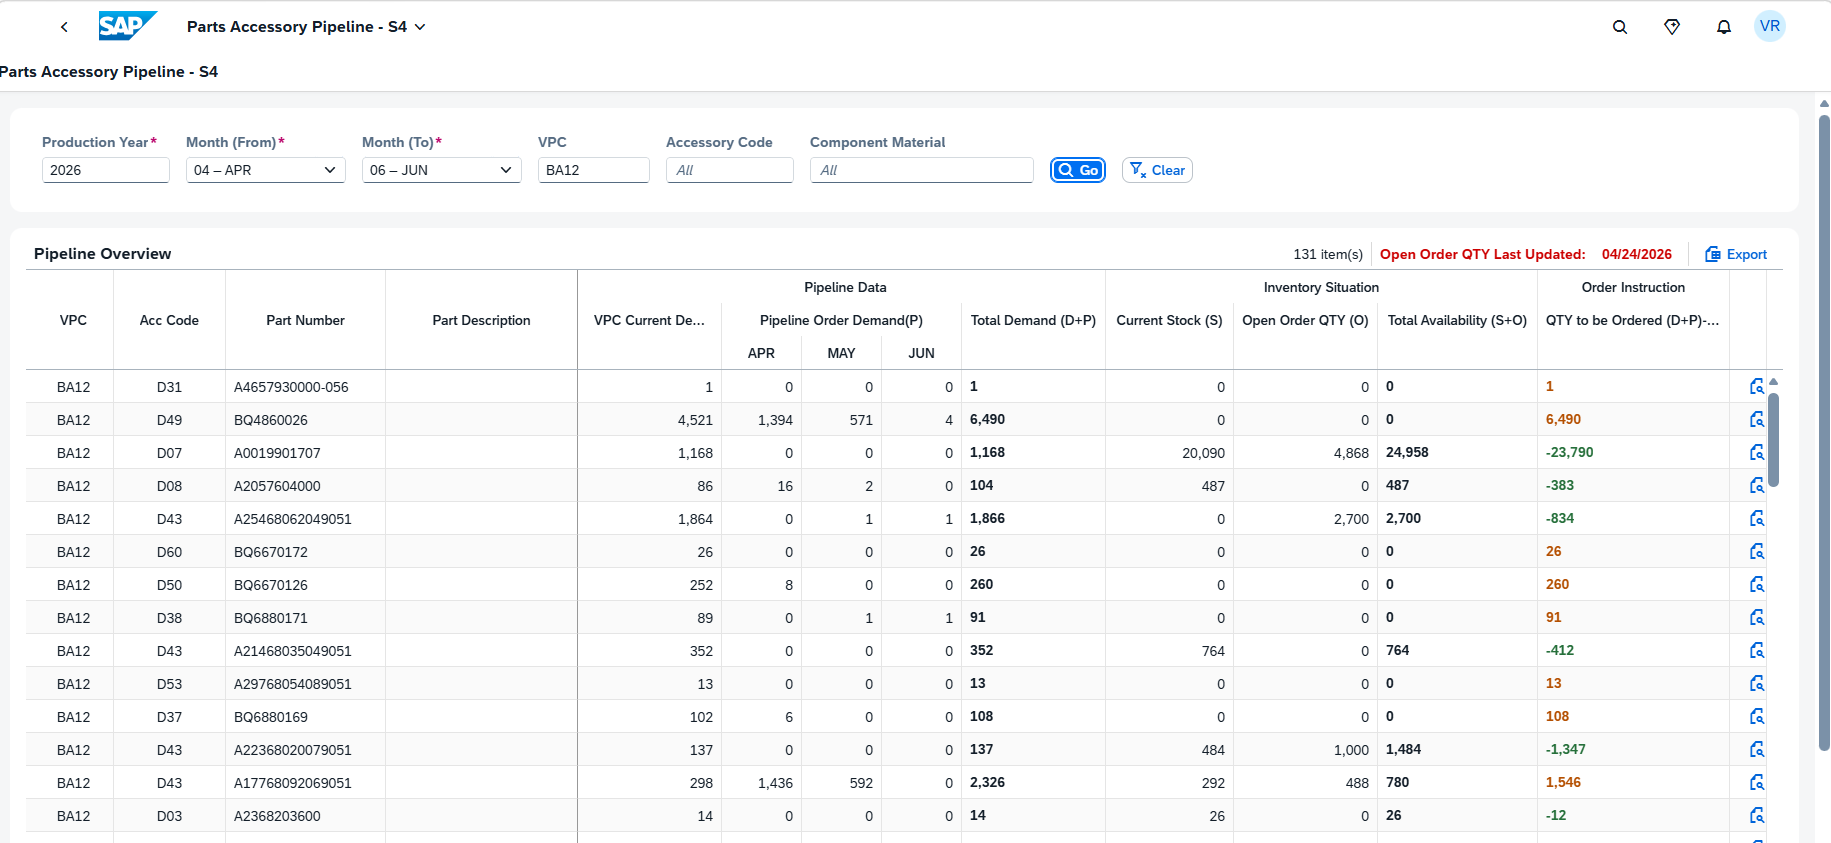 SAP Parts Accessory Pipeline - S4 VR
Parts Accessory Pipeline - S4
Production Year* Month (From)* Month (To)* VPC Accessory Code Component Material
2026 04 – APR 06 – JUN BA12 All All Go Clear
Pipeline Overview 131 item(s) Open Order QTY Last Updated: 04/24/2026 Export
Pipeline Data Inventory Situation Order Instruction
VPC Acc Code Part Number Part Description VPC Current De... Pipeline Order Demand(P) Total Demand (D+P) Current Stock (S) Open Order QTY (O) Total Availability (S+O) QTY to be Ordered (D+P)-...
APR MAY JUN
BA12 D31 A4657930000-056 1 0 0 0 1 0 0 0 1
BA12 D49 BQ4860026 4,521 1,394 571 4 6,490 0 0 0 6,490
BA12 D07 A0019901707 1,168 0 0 0 1,168 20,090 4,868 24,958 -23,790
BA12 D08 A2057604000 86 16 2 0 104 487 0 487 -383
BA12 D43 A25468062049051 1,864 0 1 1 1,866 0 2,700 2,700 -834
BA12 D60 BQ6670172 26 0 0 0 26 0 0 0 26
BA12 D50 BQ6670126 252 8 0 0 260 0 0 0 260
BA12 D38 BQ6880171 89 0 1 1 91 0 0 0 91
BA12 D43 A21468035049051 352 0 0 0 352 764 0 764 -412
BA12 D53 A29768054089051 13 0 0 0 13 0 0 0 13
BA12 D37 BQ6880169 102 6 0 0 108 0 0 0 108
BA12 D43 A22368020079051 137 0 0 0 137 484 1,000 1,484 -1,347
BA12 D43 A17768092069051 298 1,436 592 0 2,326 292 488 780 1,546
BA12 D03 A2368203600 14 0 0 0 14 26 0 26 -12